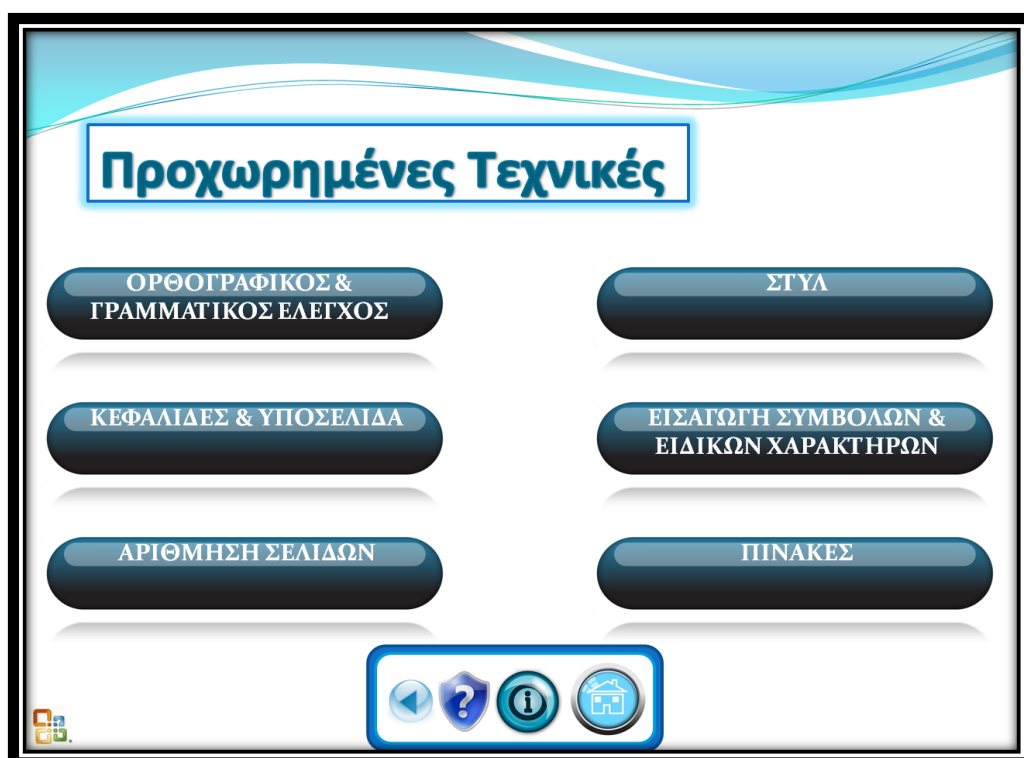 Προχωρημένες Τεχνικές
ΟΡΘΟΓΡΑΦΙΚΟΣ &
ΓΡΑΜΜΑΤΙΚΟΣ ΕΛΕΓΧΟΣ
ΣΤΥΛ
ΚΕΦΑΛΙΔΕΣ & ΥΠΟΣΕΛΙΔΑ
ΕΙΣΑΓΩΓΗ ΣΥΜΒΟΛΩΝ &
ΕΙΔΙΚΩΝ ΧΑΡΑΚΤΗΡΩΝ
ΑΡΙΘΜΗΣΗ ΣΕΛΙΔΩΝ
ΠΙΝΑΚΕΣ
? i